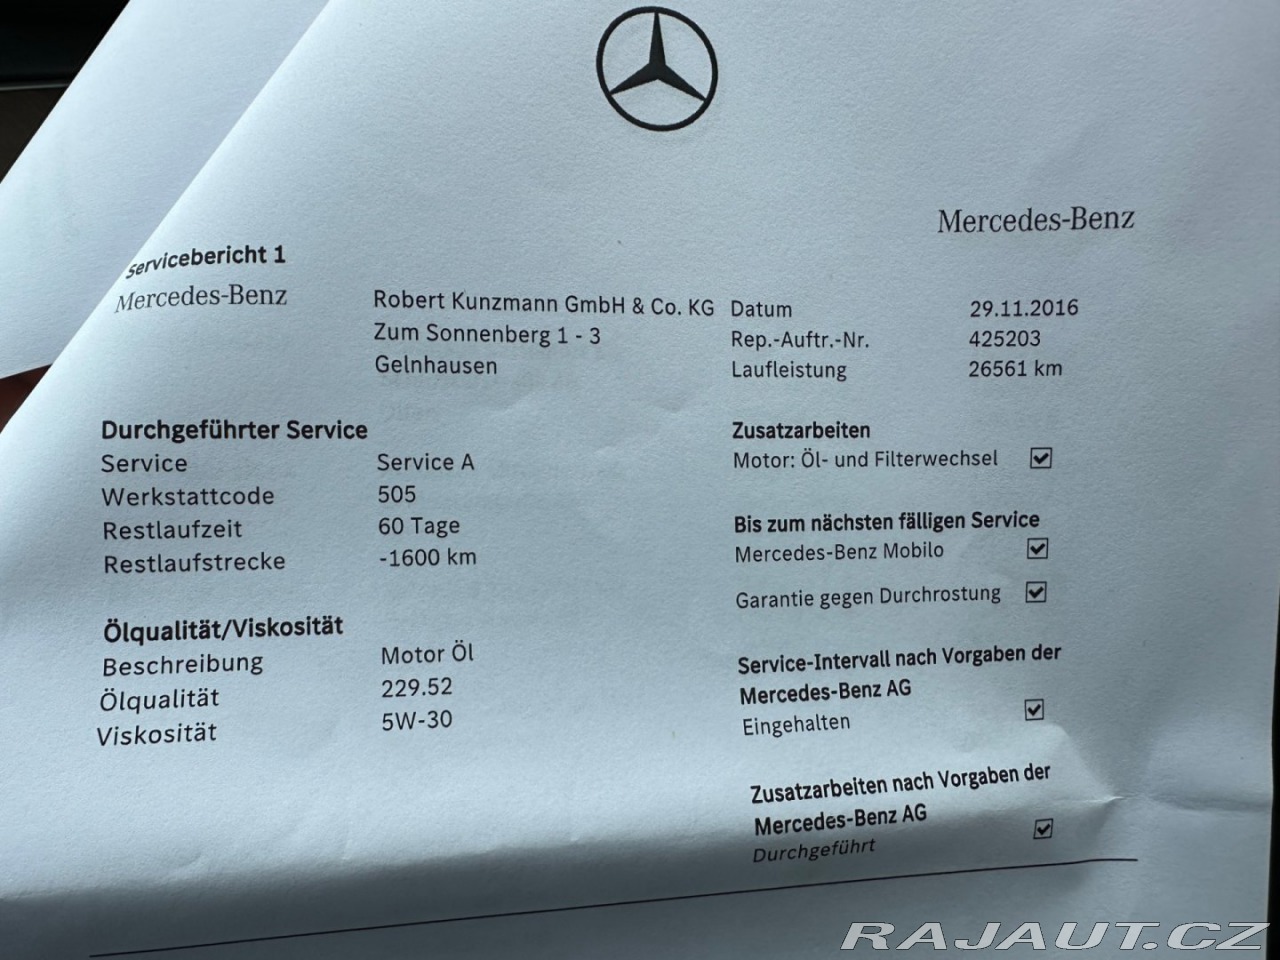 Mercedes-Benz
Servicebericht 1
Mercedes-Benz
Robert Kunzmann GmbH & Co. KG
Zum Sonnenberg 1 - 3
Gelnhausen
Datum 29.11.2016
Rep.-Auftr.-Nr. 425203
Laufleistung 26561 km
Durchgeführter Service
Service Service A
Werkstattcode 505
Restlaufzeit 60 Tage
Restlaufstrecke -1600 km
Ölqualität/Viskosität
Beschreibung Motor Öl
Ölqualität 229.52
Viskosität 5W-30
Zusatzarbeiten
Motor: Öl- und Filterwechsel
Bis zum nächsten fälligen Service
Mercedes-Benz Mobilo
Garantie gegen Durchrostung
Service-Intervall nach Vorgaben der
Mercedes-Benz AG
Eingehalten
Zusatzarbeiten nach Vorgaben der
Mercedes-Benz AG
Durchgeführt
RAJAUT.CZ